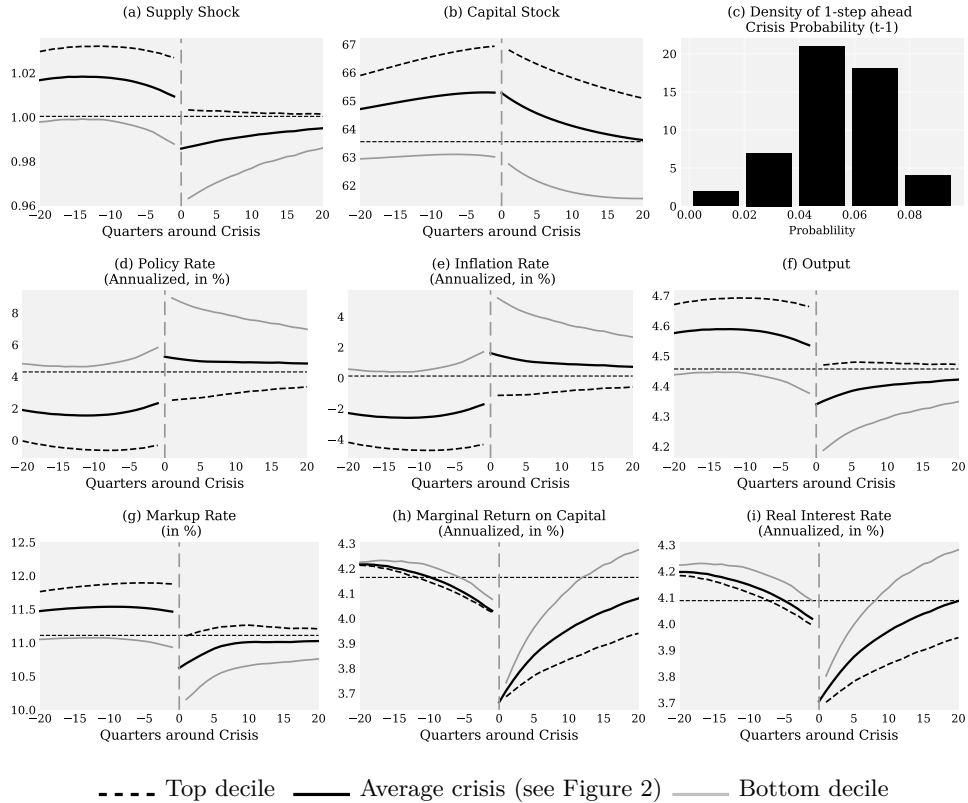 (a) Supply Shock
1.02
1.00
0.98
0.96
−20 −15 −10 −5 0 5 10 15 20
Quarters around Crisis
(b) Capital Stock
67
66
65
64
63
62
−20 −15 −10 −5 0 5 10 15 20
Quarters around Crisis
(c) Density of 1-step ahead
Crisis Probability (t-1)
20
15
10
5
0
0.00 0.02 0.04 0.06 0.08
Probablility
(d) Policy Rate
(Annualized, in %)
8
6
4
2
0
−20 −15 −10 −5 0 5 10 15 20
Quarters around Crisis
(e) Inflation Rate
(Annualized, in %)
4
2
0
−2
−4
−20 −15 −10 −5 0 5 10 15 20
Quarters around Crisis
(f) Output
4.7
4.6
4.5
4.4
4.3
4.2
−20 −15 −10 −5 0 5 10 15 20
Quarters around Crisis
(g) Markup Rate
(in %)
12.5
12.0
11.5
11.0
10.5
10.0
−20 −15 −10 −5 0 5 10 15 20
Quarters around Crisis
(h) Marginal Return on Capital
(Annualized, in %)
4.3
4.2
4.1
4.0
3.9
3.8
3.7
−20 −15 −10 −5 0 5 10 15 20
Quarters around Crisis
(i) Real Interest Rate
(Annualized, in %)
4.3
4.2
4.1
4.0
3.9
3.8
3.7
−20 −15 −10 −5 0 5 10 15 20
Quarters around Crisis
Top decile Average crisis (see Figure 2) Bottom decile